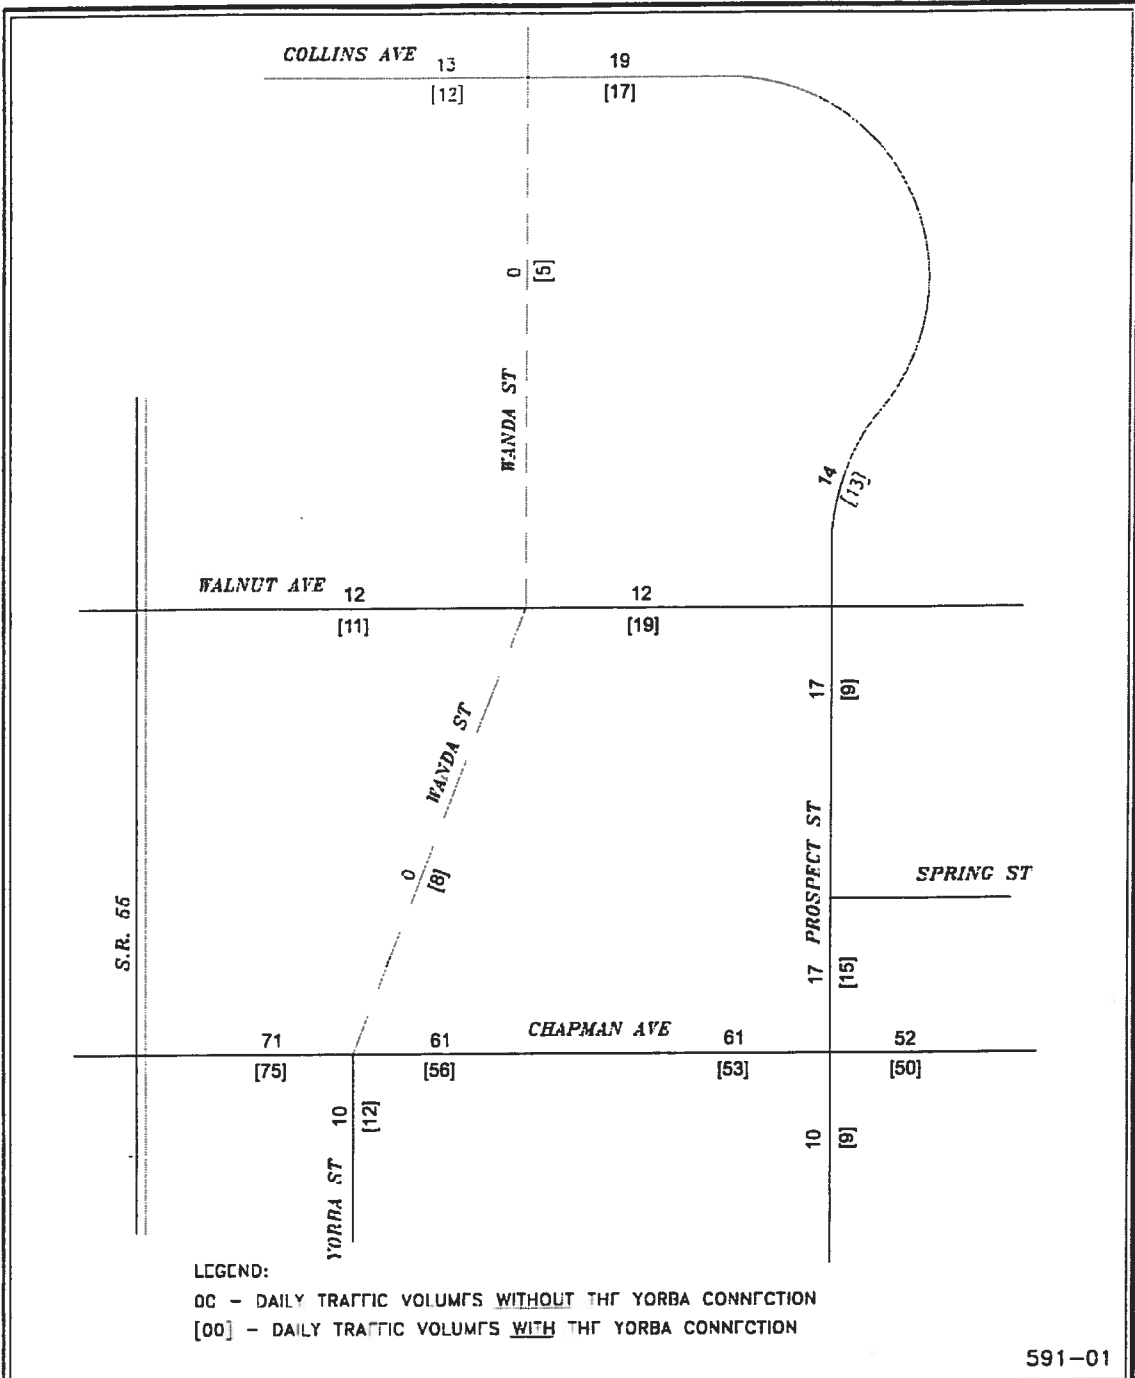 COLLINS AVE
13
[12]
19
[17]
0
[5]
WANDA ST
14
[13]
WALNUT AVE
12
[11]
12
[19]
17
[9]
WANDA ST
0
[8]
PROSPECT ST
SPRING ST
S.R. 55
17
[15]
71
[75]
61
[56]
CHAPMAN AVE
61
[53]
52
[50]
10
[12]
10
[9]
YORBA ST
LEGEND:
00 - DAILY TRAFFIC VOLUMES WITHOUT THE YORBA CONNECTION
[00] - DAILY TRAFFIC VOLUMES WITH THE YORBA CONNECTION
591-01